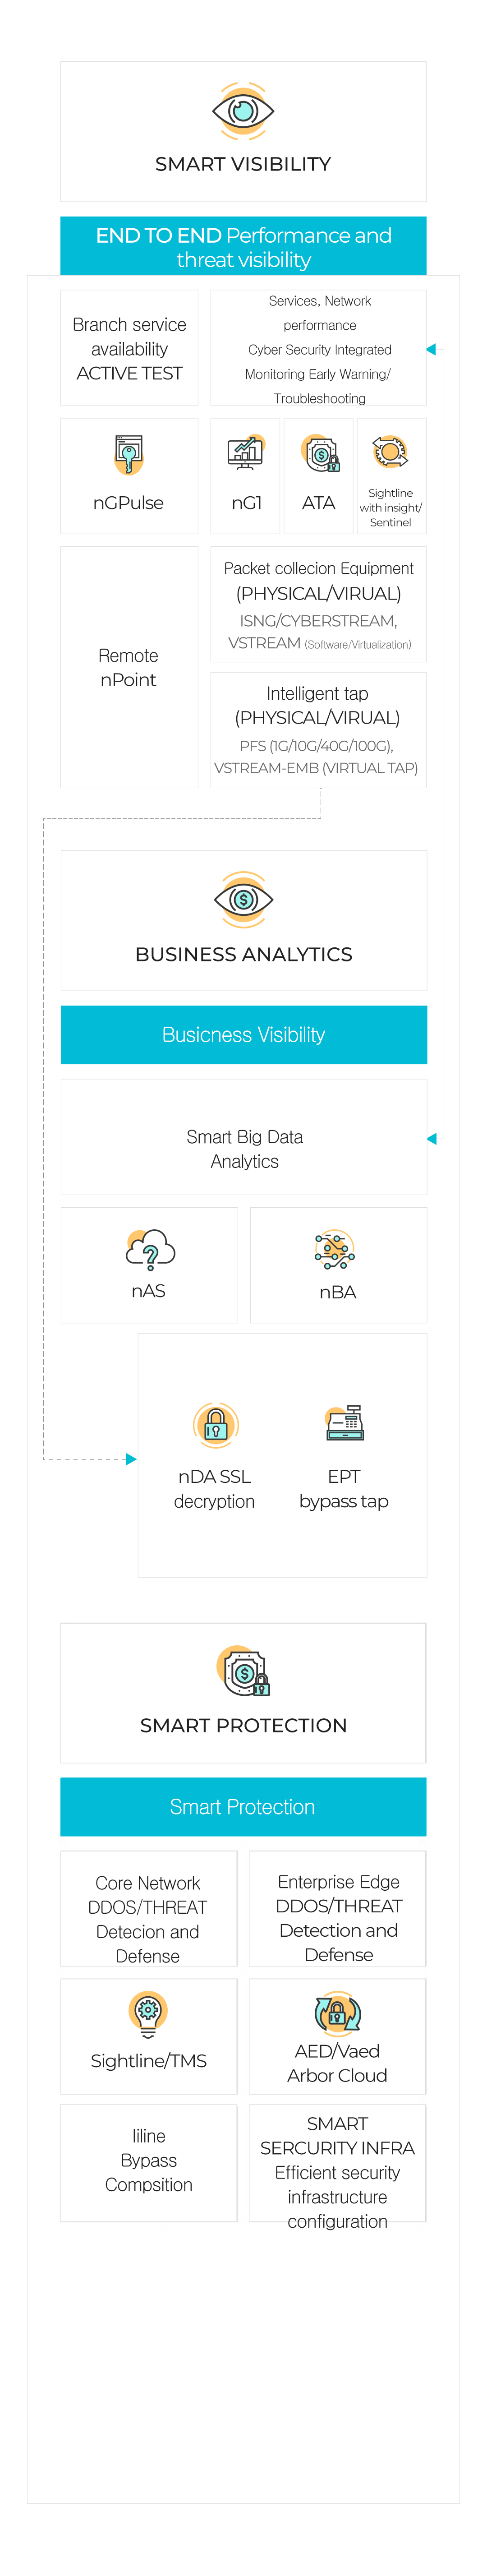 SMART VISIBILITY
END TO END Performance and
threat visibility
Branch service
availability
ACTIVE TEST
Services, Network
performance
Cyber Security Integrated
Monitoring Early Warning/
Troubleshooting
nGPulse
nG1
ATA
Sightline
with insight/
Sentinel
Remote
nPoint
Packet collecion Equipment
(PHYSICAL/VIRUAL)
ISNG/CYBERSTREAM,
VSTREAM (Software/Virtualization)
Intelligent tap
(PHYSICAL/VIRUAL)
PFS (1G/10G/40G/100G),
VSTREAM-EMB (VIRTUAL TAP)
BUSINESS ANALYTICS
Busicness Visibility
Smart Big Data
Analytics
nAS
nBA
nDA SSL
decryption
EPT
bypass tap
SMART PROTECTION
Smart Protection
Core Network
DDOS/THREAT
Detecion and
Defense
Enterprise Edge
DDOS/THREAT
Detection and
Defense
Sightline/TMS
AED/Vaed
Arbor Cloud
Iiline
Bypass
Compsition
SMART
SERCURITY INFRA
Efficient security
infrastructure
configuration